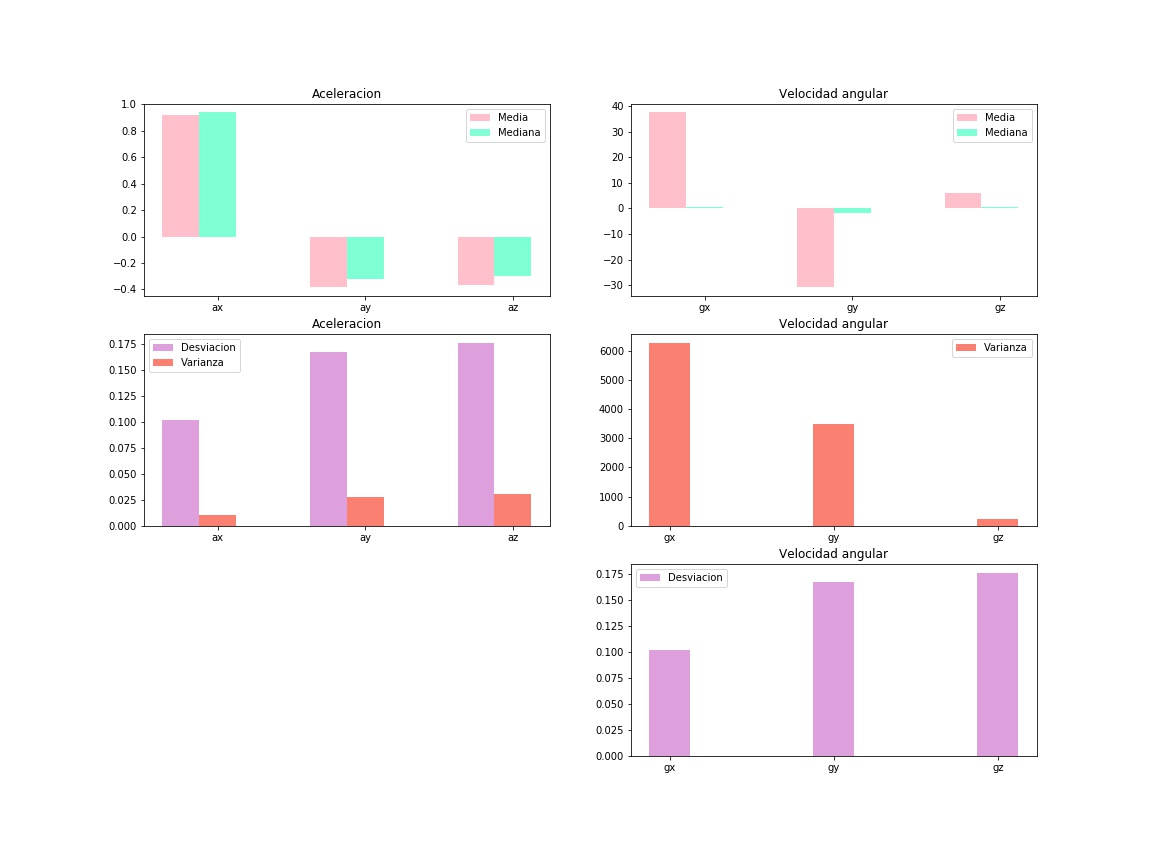 Aceleracion
1.0
0.8
0.6
0.4
0.2
0.0
−0.2
−0.4
Media
Mediana
ax ay az
Velocidad angular
40
30
20
10
0
−10
−20
−30
Media
Mediana
gx gy gz
Aceleracion
0.175
0.150
0.125
0.100
0.075
0.050
0.025
0.000
Desviacion
Varianza
ax ay az
Velocidad angular
6000
5000
4000
3000
2000
1000
0
Varianza
gx gy gz
Velocidad angular
0.175
0.150
0.125
0.100
0.075
0.050
0.025
0.000
Desviacion
gx gy gz